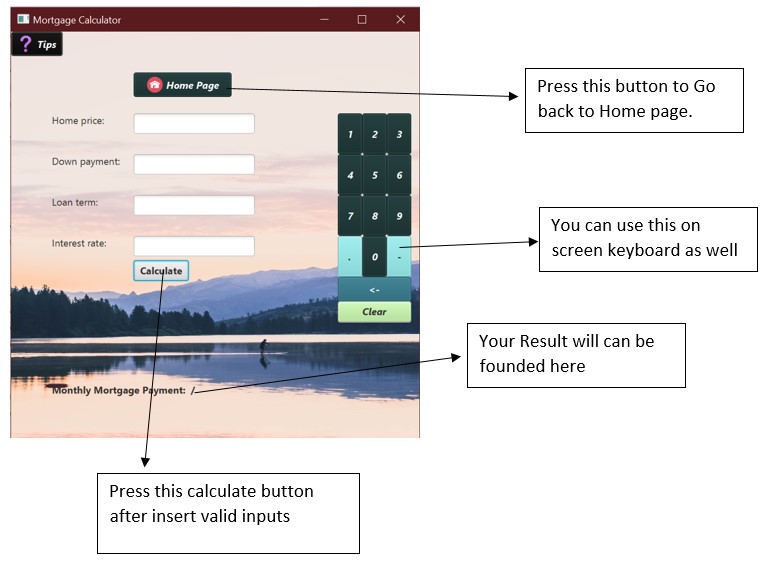 Mortgage Calculator
? Tips
Home Page
Press this button to Go
back to Home page.
Home price:
Down payment:
Loan term:
Interest rate:
Calculate
1 2 3
4 5 6
7 8 9
. 0 -
<-
Clear
You can use this on
screen keyboard as well
Your Result will can be
founded here
Monthly Mortgage Payment: /
Press this calculate button
after insert valid inputs